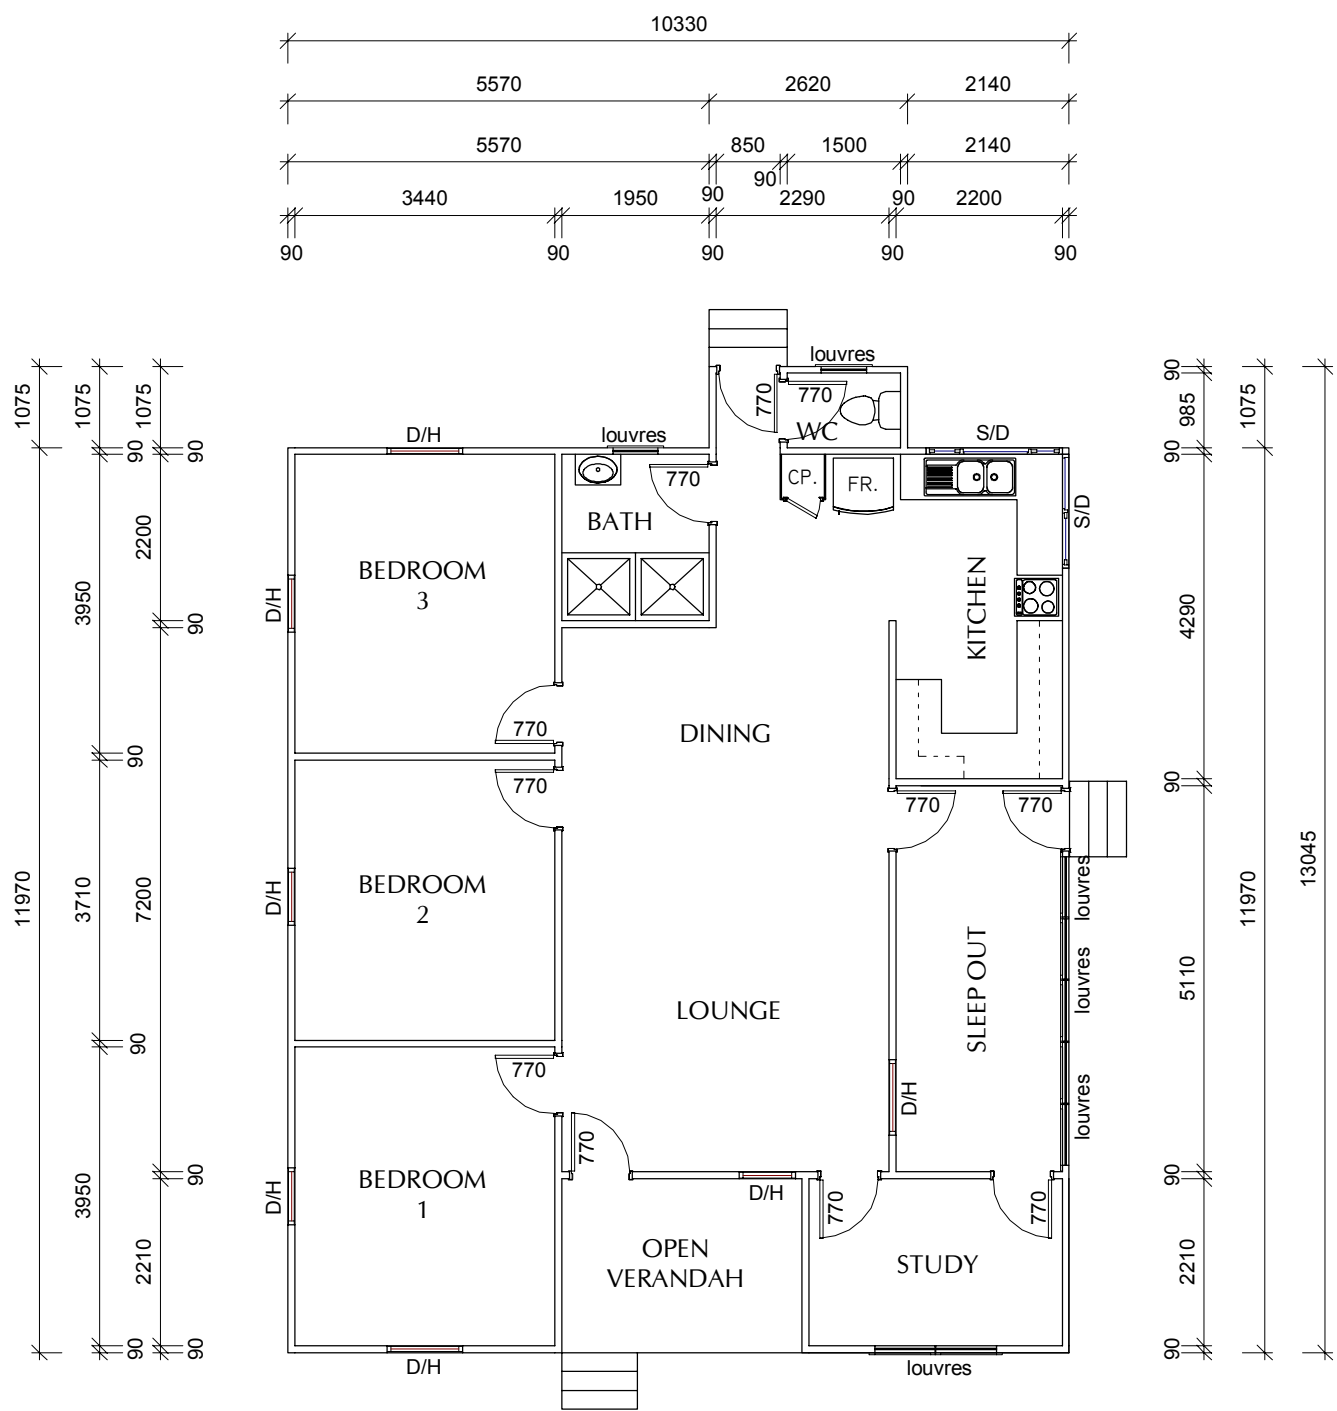 10330
5570 2620 2140
5570 850 1500 2140
90 90 90
3440 1950 2290 2200
90 90 90 90 90
louvres
1075 1075 1075 770 770 90 985 1075
WC
D/H louvres S/D
90 90 90
770 CP. FR. S/D
BATH
2200
BEDROOM
3
3950 D/H KITCHEN 4290
90
770
DINING
90 90
770 770 770
13045
11970 3710 7200 D/H
BEDROOM
2
louvres 11970
louvres
SLEEP OUT 5110
LOUNGE
90
770
D/H louvres
770
BEDROOM
1
90 90
D/H D/H
3950 770 770
2210 2210
OPEN
VERANDAH
STUDY
90 90 90
D/H louvres